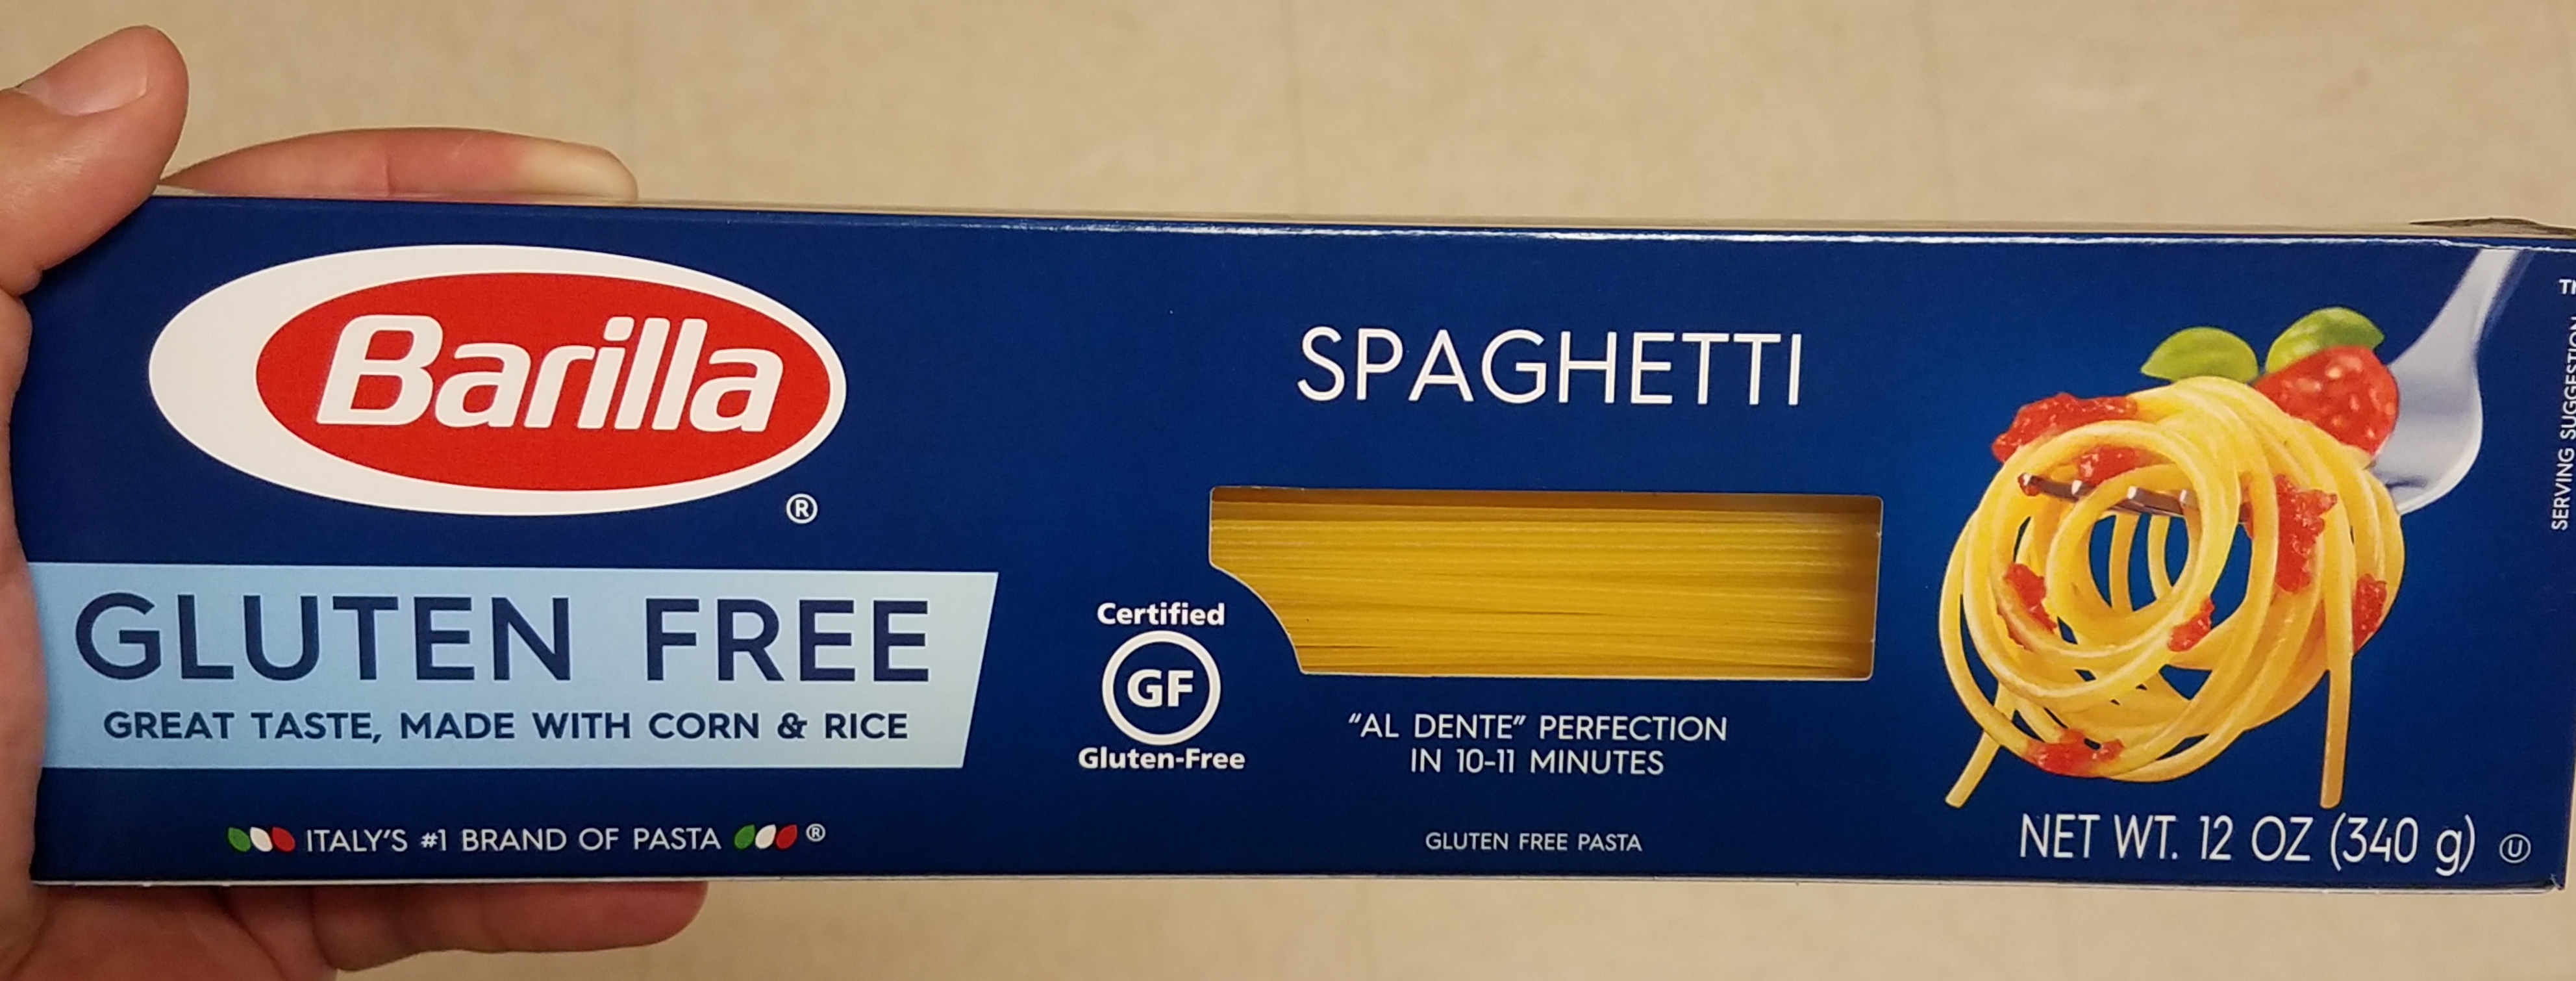 Barilla
®
GLUTEN FREE
GREAT TASTE, MADE WITH CORN & RICE
ITALY'S #1 BRAND OF PASTA ®
SPAGHETTI
Certified
GF
Gluten-Free
"AL DENTE" PERFECTION
IN 10-11 MINUTES
GLUTEN FREE PASTA
NET WT. 12 OZ (340 g) U
SERVING SUGGESTION